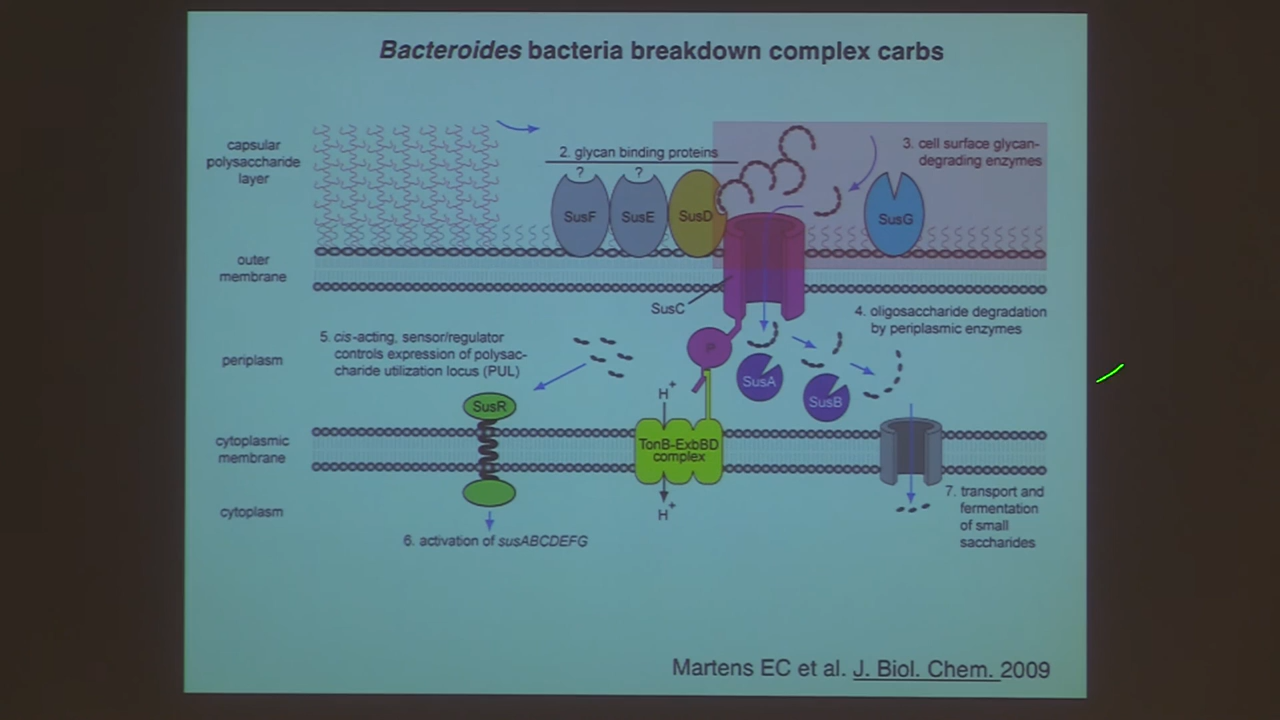 Bacteroides bacteria breakdown complex carbs
capsular
polysaccharide
layer
2. glycan binding proteins
3. cell surface glycan-
degrading enzymes
?
?
SusF
SusE
SusD
SusG
outer
membrane
SusC
4. oligosaccharide degradation
by periplasmic enzymes
5. cis-acting, sensor/regulator
controls expression of polysac-
charide utilization locus (PUL)
periplasm
P
SusA
SusB
H+
SusR
cytoplasmic
membrane
TonB-ExbBD
complex
7. transport and
fermentation
of small
saccharides
cytoplasm
H+
6. activation of susABCDEFG
Martens EC et al. J. Biol. Chem. 2009